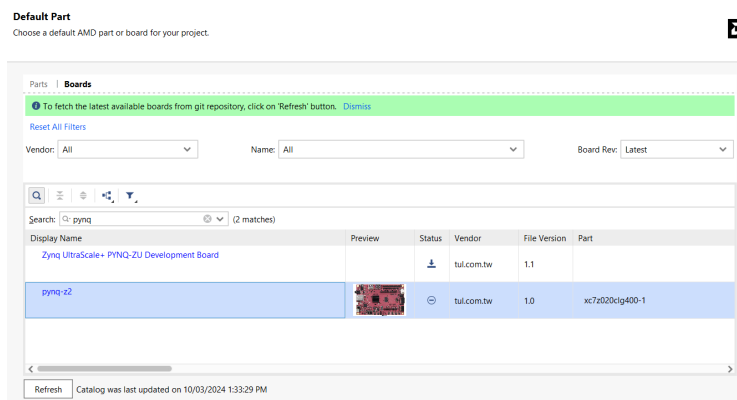 Default Part
Choose a default AMD part or board for your project.
Parts | Boards
To fetch the latest available boards from git repository, click on 'Refresh' button. Dismiss
Reset All Filters
Vendor: All Name: All Board Rev: Latest
Search: pynq (2 matches)
Display Name Preview Status Vendor File Version Part
Zynq UltraScale+ PYNQ-ZU Development Board tul.com.tw 1.1
pynq-z2 tul.com.tw 1.0 xc7z020clg400-1
Refresh Catalog was last updated on 10/03/2024 1:33:29 PM